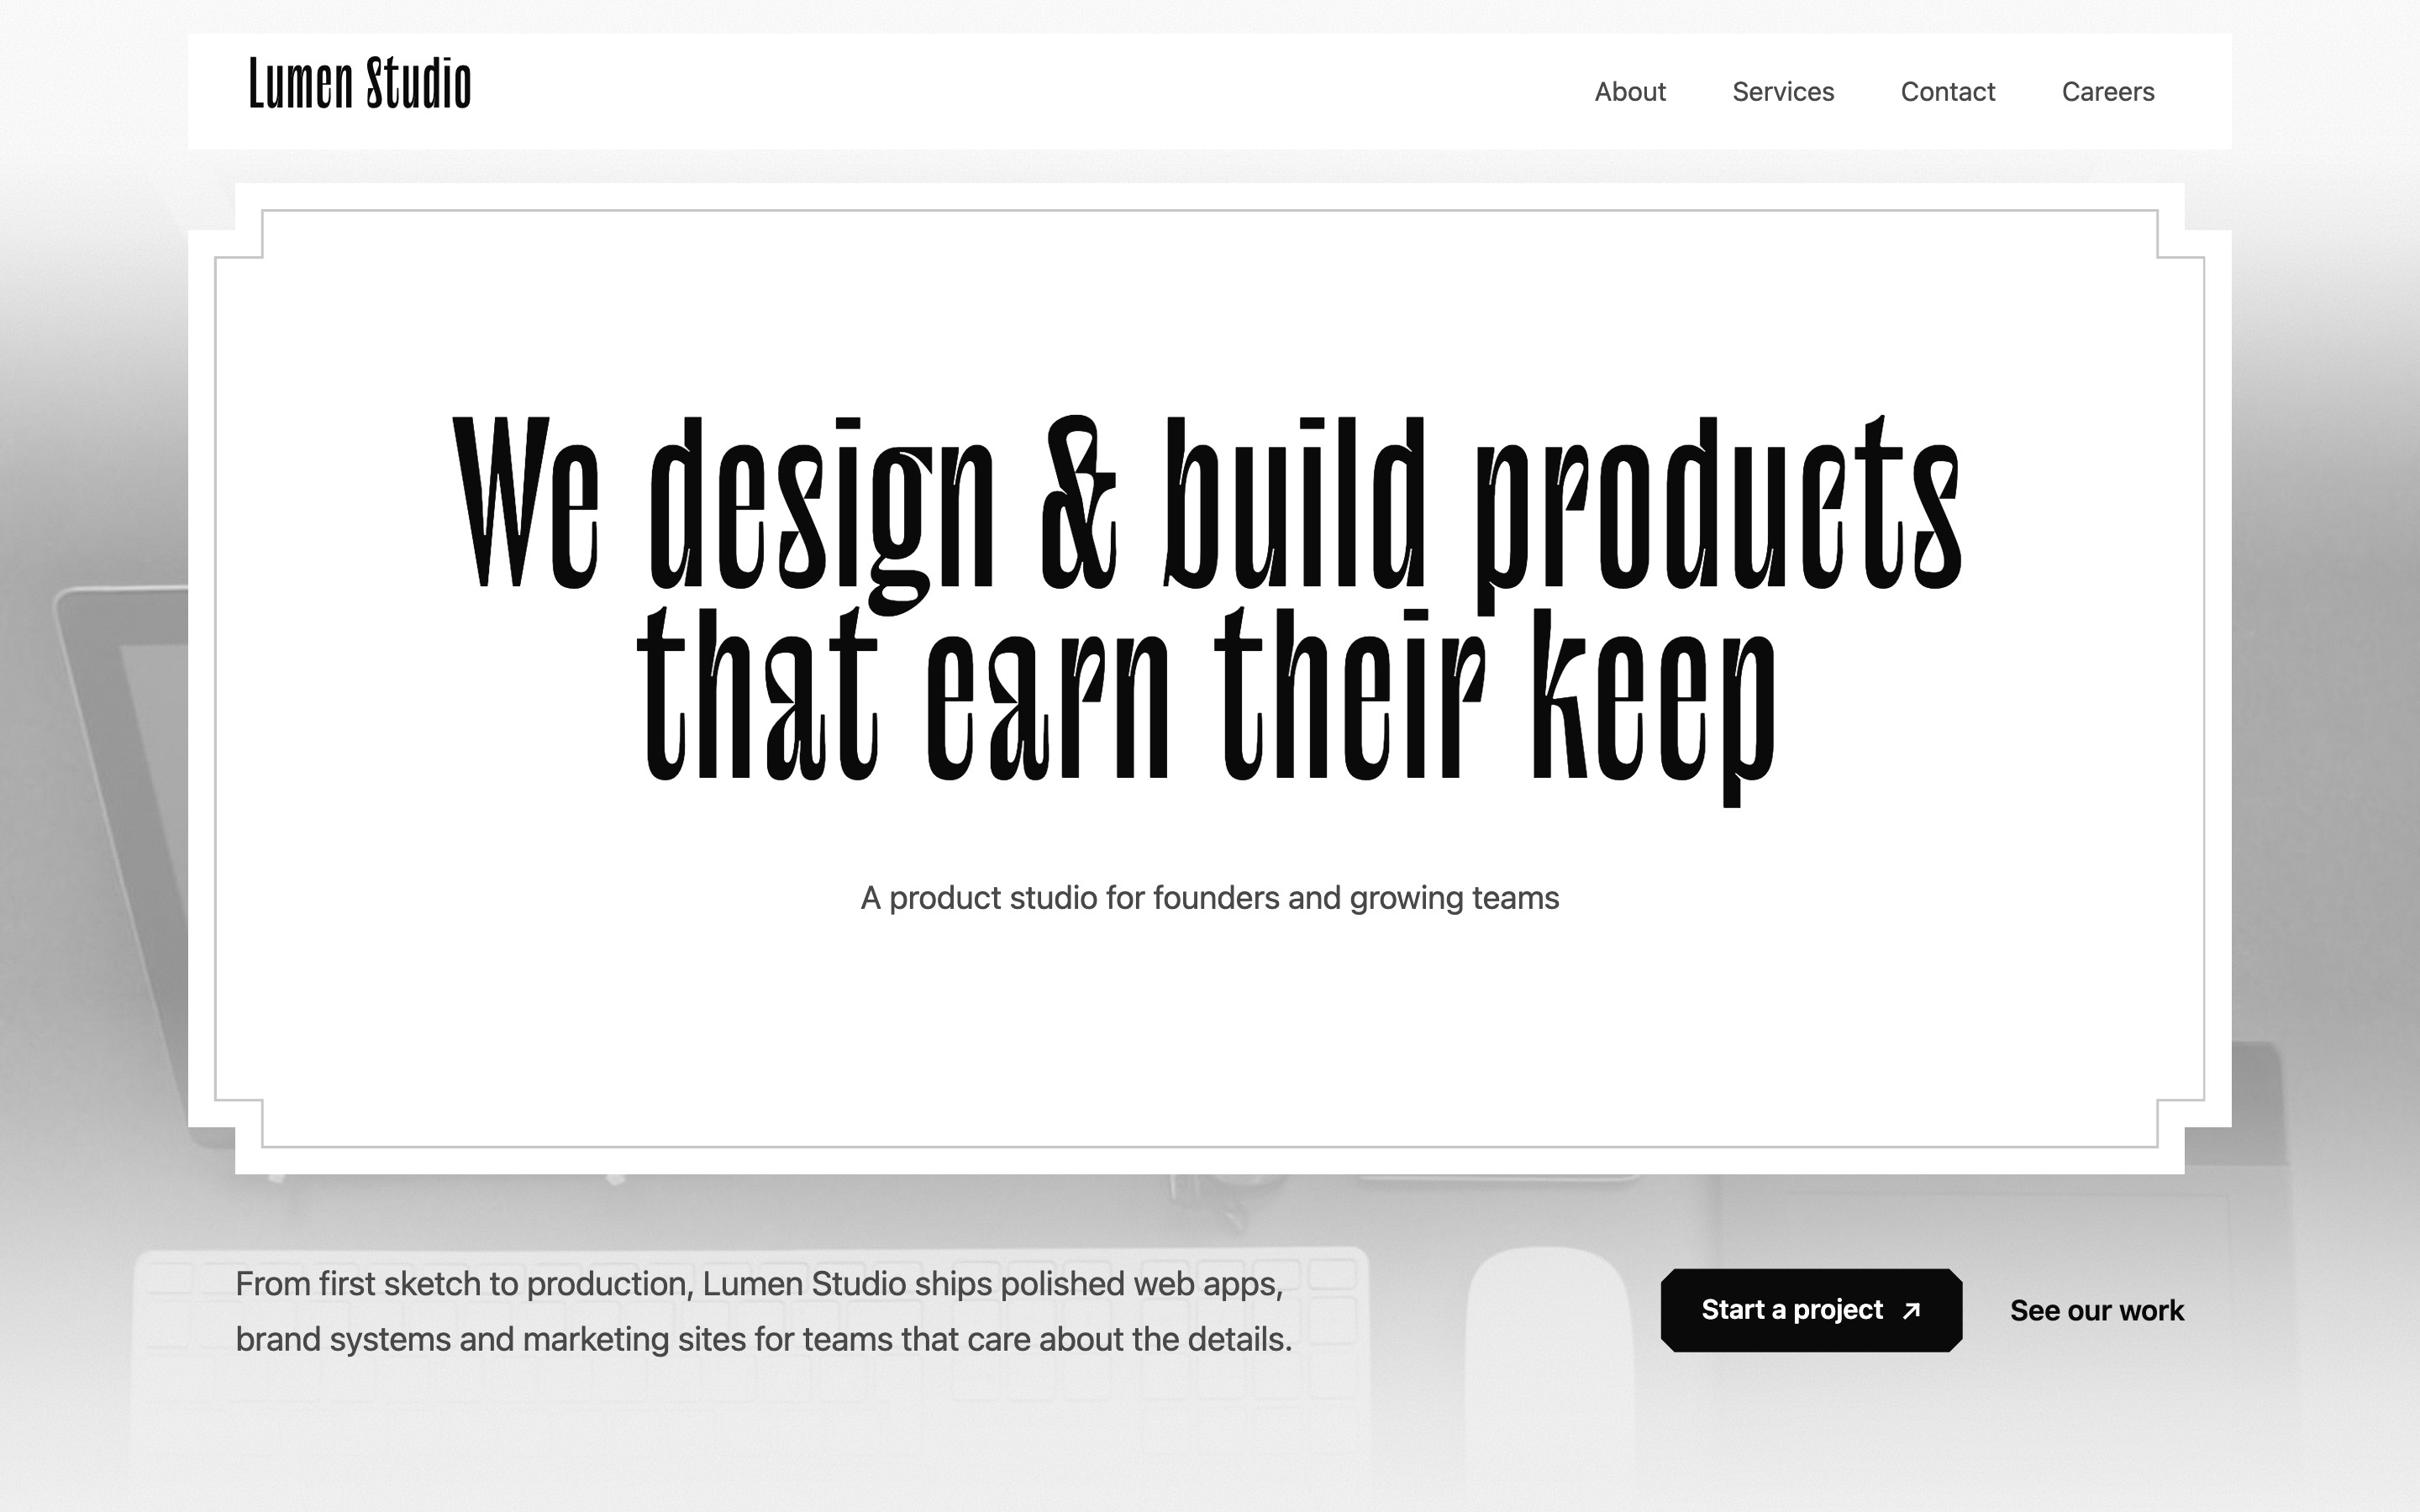 Lumen Studio
About
Services
Contact
Careers
We design & build products
that earn their keep
A product studio for founders and growing teams
From first sketch to production, Lumen Studio ships polished web apps,
brand systems and marketing sites for teams that care about the details.
Start a project
See our work